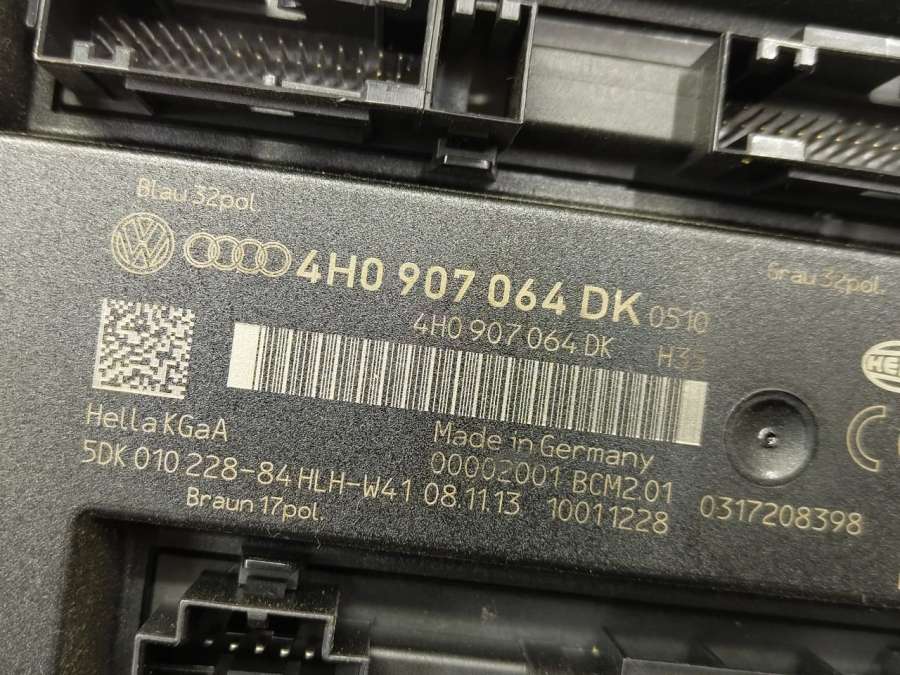 Blau 32pol.
4H0 907 064 DK 0510
Grau 32pol.
4H0 907 064 DK
Hella KGaA
Made in Germany
5DK 010 228-84 HLH-W41 08.11.13
00002001 BCM2 01
Braun 17pol.
10011228
0317208398